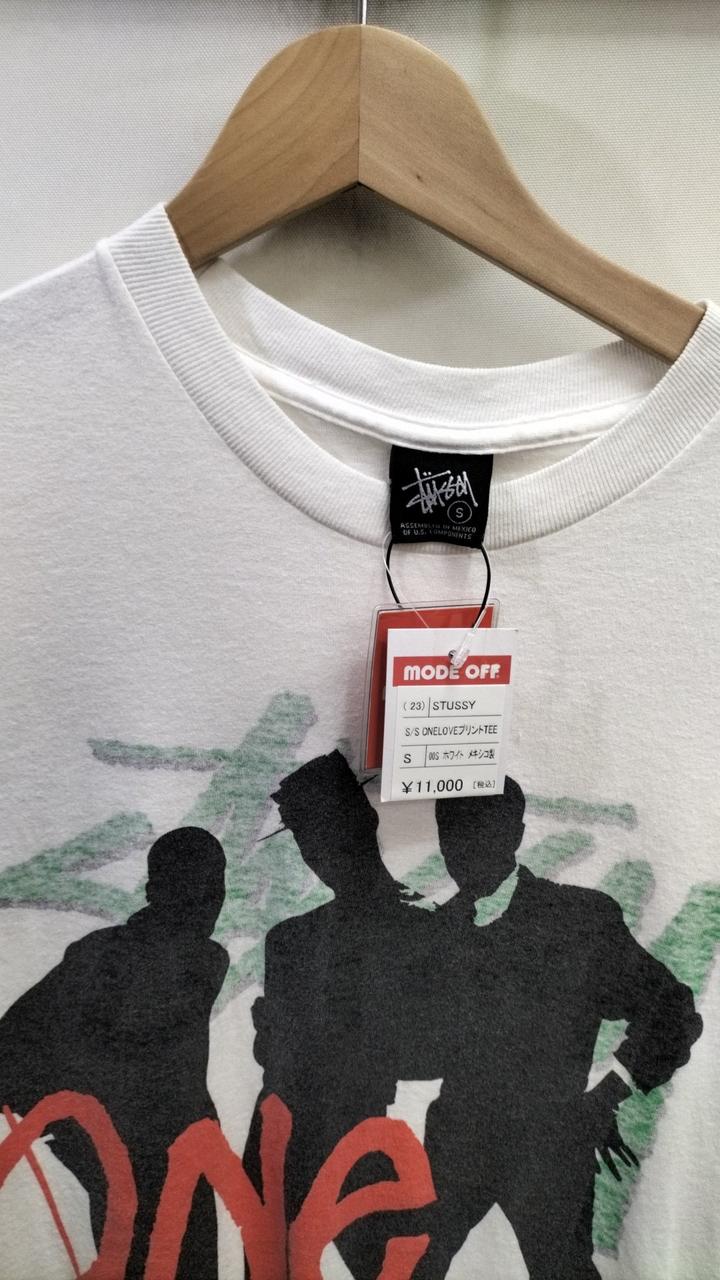 Stüssy
S
ASSEMBLED IN MEXICO
OF U.S. COMPONENTS
MODE OFF
(23) STUSSY
S/S ONELOVEプリントTEE
S 00S ホワイト メキシコ製
¥11,000 [税込]
One